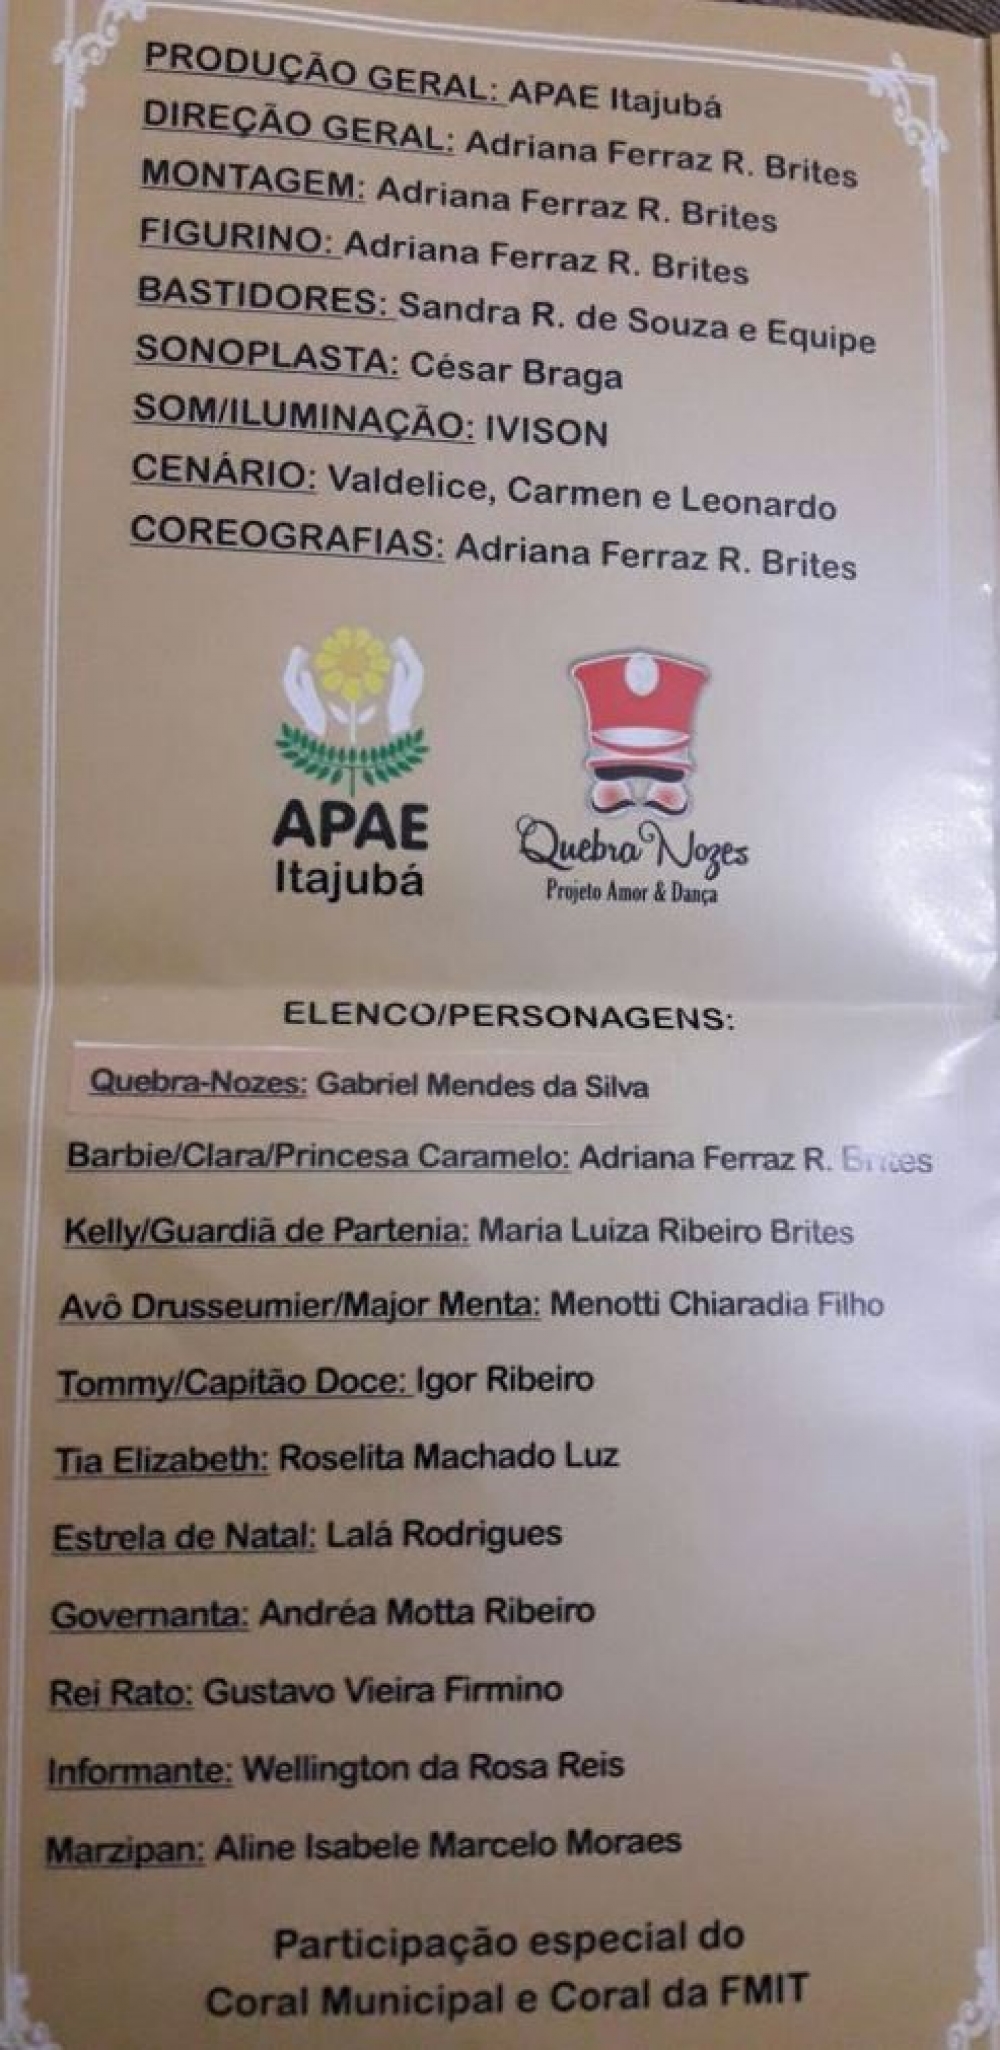 PRODUÇÃO GERAL: APAE Itajubá
DIREÇÃO GERAL: Adriana Ferraz R. Brites
MONTAGEM: Adriana Ferraz R. Brites
FIGURINO: Adriana Ferraz R. Brites
BASTIDORES: Sandra R. de Souza e Equipe
SONOPLASTA: César Braga
SOM/ILUMINAÇÃO: IVISON
CENÁRIO: Valdelice, Carmen e Leonardo
COREOGRAFIAS: Adriana Ferraz R. Brites
APAE
Itajubá
Quebra Nozes
Projeto Amor & Dança
ELENCO/PERSONAGENS:
Quebra-Nozes: Gabriel Mendes da Silva
Barbie/Clara/Princesa Caramelo: Adriana Ferraz R. Brites
Kelly/Guardiã de Partenia: Maria Luiza Ribeiro Brites
Avô Drusseumier/Major Menta: Menotti Chiaradia Filho
Tommy/Capitão Doce: Igor Ribeiro
Tia Elizabeth: Roselita Machado Luz
Estrela de Natal: Lalá Rodrigues
Governanta: Andréa Motta Ribeiro
Rei Rato: Gustavo Vieira Firmino
Informante: Wellington da Rosa Reis
Marzipan: Aline Isabele Marcelo Moraes
Participação especial do
Coral Municipal e Coral da FMIT